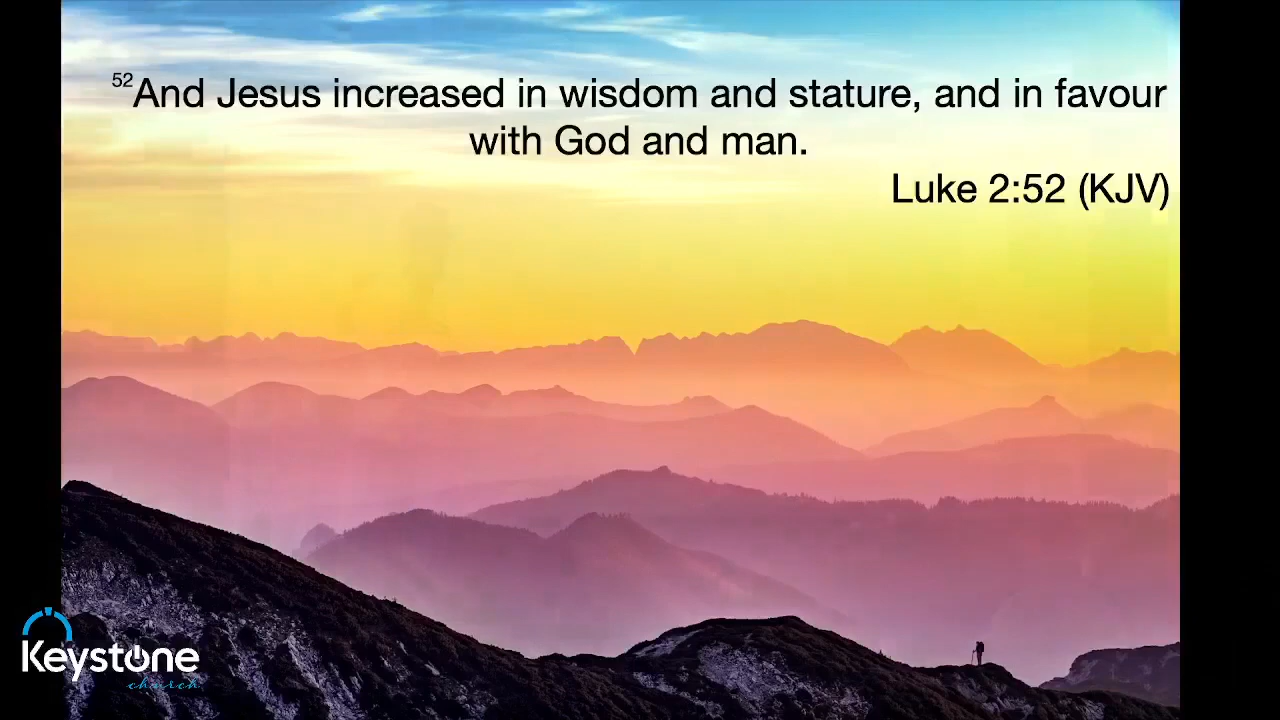 52And Jesus increased in wisdom and stature, and in favour
with God and man.
Luke 2:52 (KJV)
Keystone
church